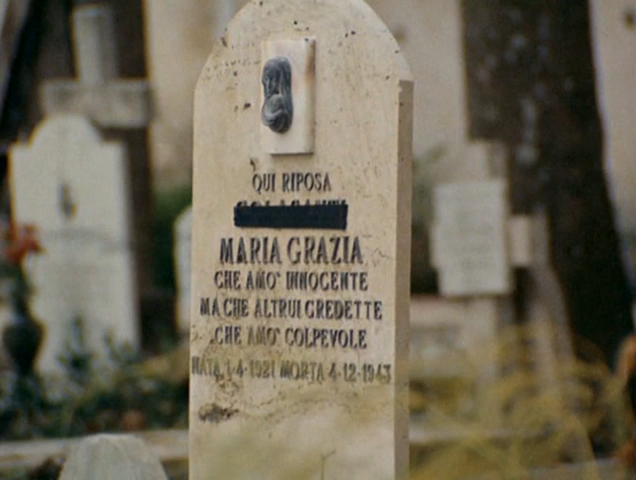 QUI RIPOSA
MARIA GRAZIA
CHE AMO' INNOCENTE
MA CHE ALTRUI CREDETTE
CHE AMO' COLPEVOLE
NATA 1-4-1921 MORTA 4-12-1943